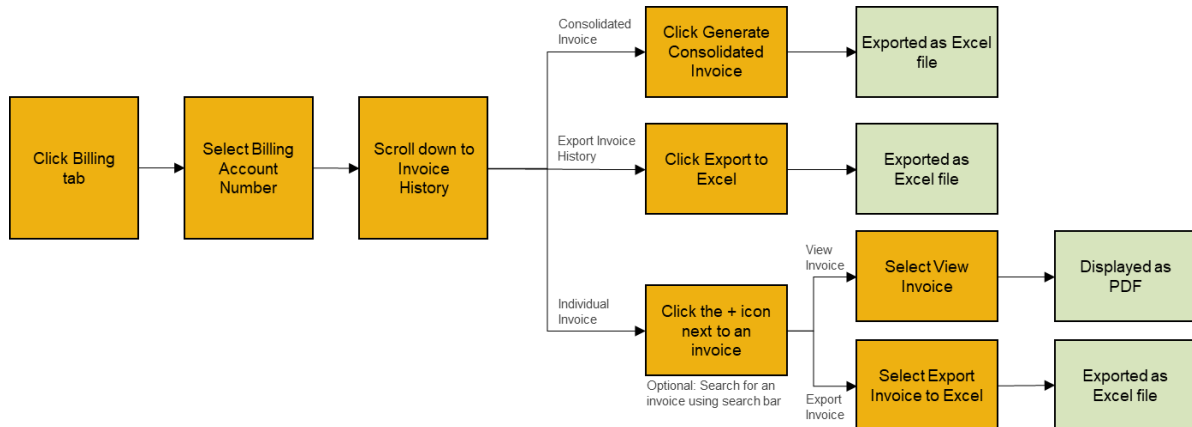 Click Billing
tab
Select Billing
Account
Number
Scroll down to
Invoice
History
Consolidated
Invoice
Click Generate
Consolidated
Invoice
Exported as Excel
file
Export Invoice
History
Click Export to
Excel
Exported as
Excel file
Individual
Invoice
Click the + icon
next to an
invoice
Optional: Search for an
invoice using search bar
View
Invoice
Select View
Invoice
Displayed as
PDF
Export
Invoice
Select Export
Invoice to Excel
Exported as
Excel file